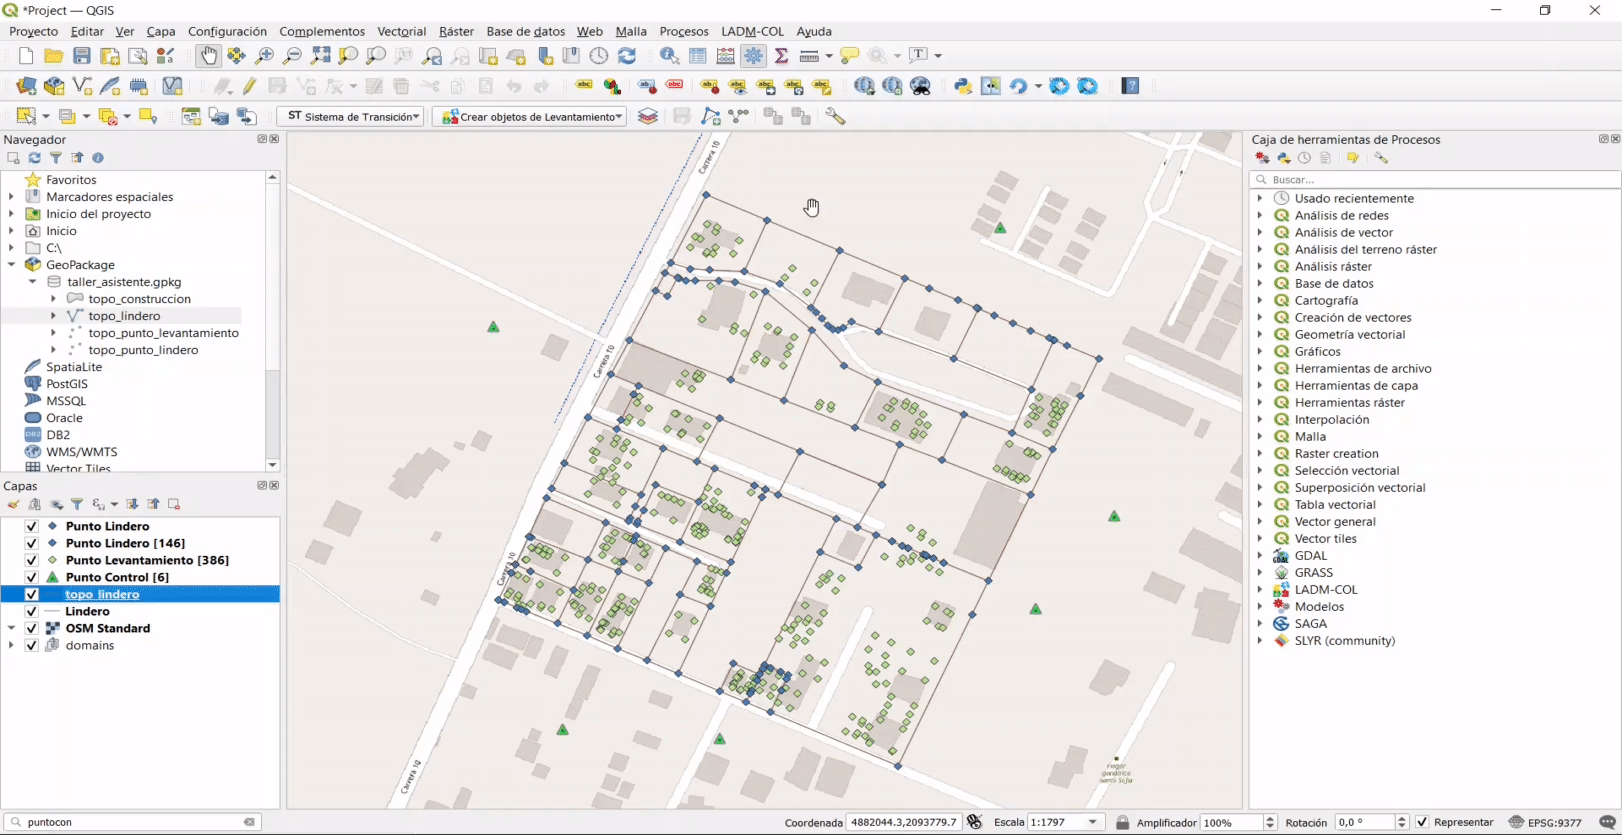 *Project — QGIS
Proyecto Editar Ver Capa Configuración Complementos Vectorial Ráster Base de datos Web Malla Procesos LADM-COL Ayuda
ST Sistema de Transición Crear objetos de Levantamiento
Navegador
Favoritos
Marcadores espaciales
Inicio del proyecto
Inicio
C:\
GeoPackage
taller_asistente.gpkg
topo_construccion
topo_lindero
topo_punto_levantamiento
topo_punto_lindero
SpatiaLite
PostGIS
MSSQL
Oracle
DB2
WMS/WMTS
Vector Tiles
Capas
Punto Lindero
Punto Lindero [146]
Punto Levantamiento [386]
Punto Control [6]
topo_lindero
Lindero
OSM Standard
domains
Carrera 10
Carrera 10
Carrera 10
Carrera 10
Caja de herramientas de Procesos
Buscar...
Usado recientemente
Análisis de redes
Análisis de vector
Análisis del terreno ráster
Análisis ráster
Base de datos
Cartografía
Creación de vectores
Geometría vectorial
Gráficos
Herramientas de archivo
Herramientas de capa
Herramientas ráster
Interpolación
Malla
Raster creation
Selección vectorial
Superposición vectorial
Tabla vectorial
Vector general
Vector tiles
GDAL
GRASS
LADM-COL
Modelos
SAGA
SLYR (community)
puntocon
Coordenada 4882044.3,2093779.7 Escala 1:1797 Amplificador 100% Rotación 0,0 ° Representar EPSG:9377